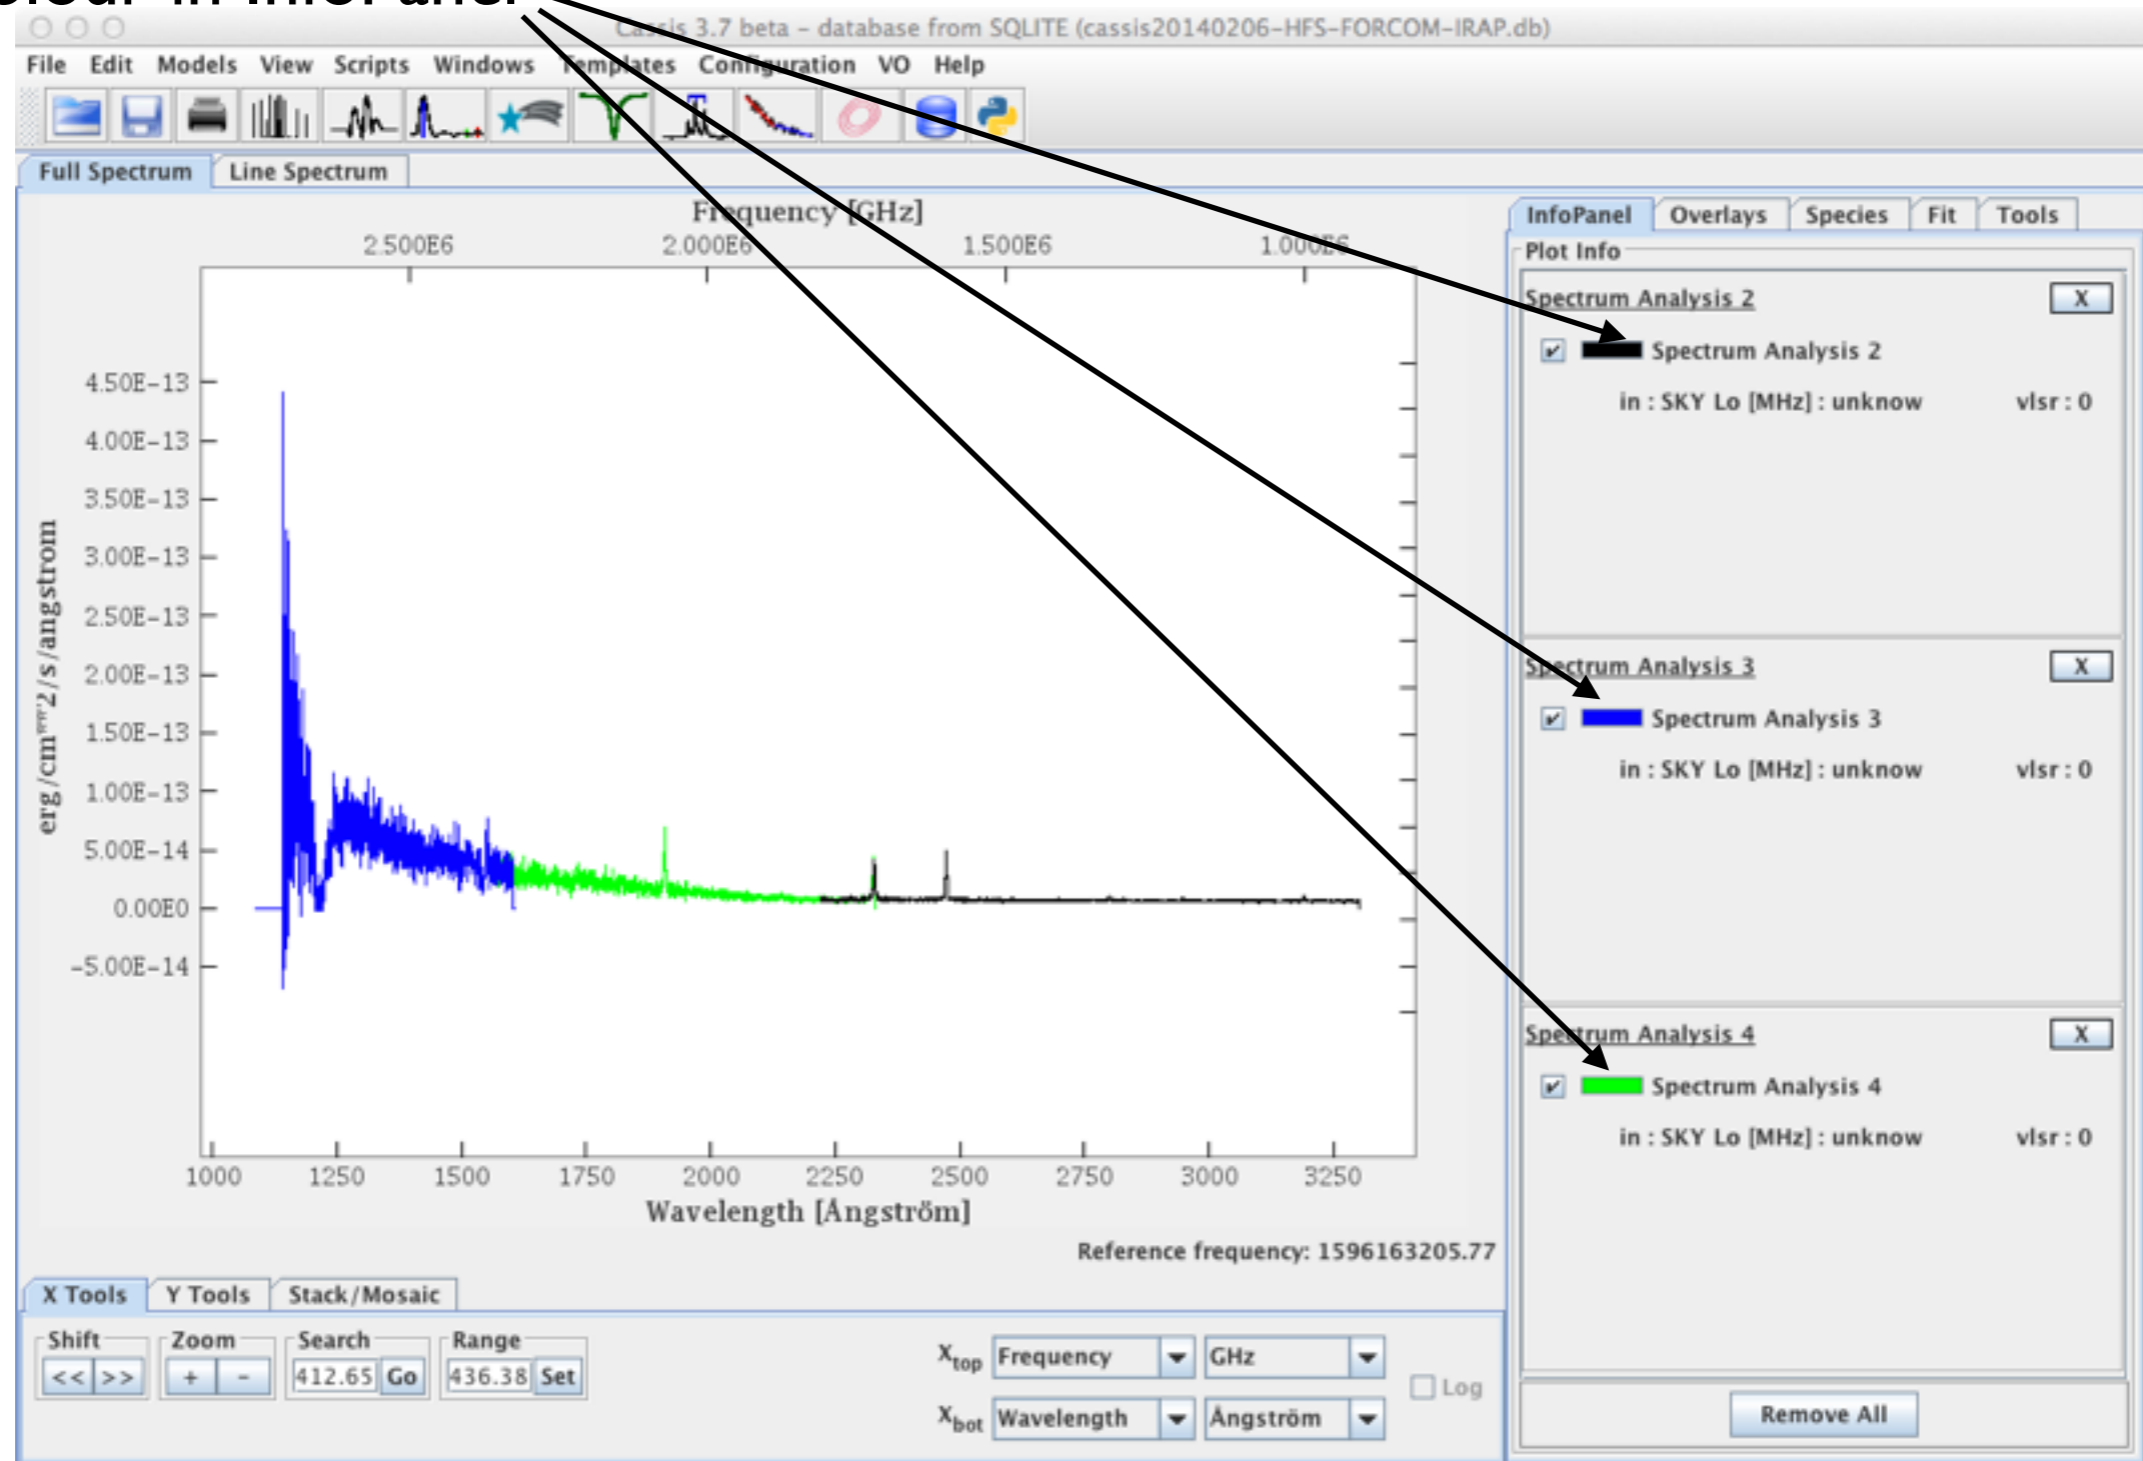 in InfoPanel
Cassis 3.7 beta – database from SQLITE (cassis20140206-HFS-FORCOM-IRAP.db)
File Edit Models View Scripts Windows Templates Configuration VO Help
Full Spectrum Line Spectrum
Frequency [GHz]
2.500E6 2.000E6 1.500E6 1.000E6
4.50E-13
4.00E-13
3.50E-13
3.00E-13
2.50E-13
2.00E-13
1.50E-13
1.00E-13
5.00E-14
0.00E0
-5.00E-14
erg/cm**2/s/angstrom
1000 1250 1500 1750 2000 2250 2500 2750 3000 3250
Wavelength [Ångström]
Reference frequency: 1596163205.77
InfoPanel Overlays Species Fit Tools
Plot Info
Spectrum Analysis 2 X
Spectrum Analysis 2
in : SKY Lo [MHz] : unknow vlsr : 0
Spectrum Analysis 3 X
Spectrum Analysis 3
in : SKY Lo [MHz] : unknow vlsr : 0
Spectrum Analysis 4 X
Spectrum Analysis 4
in : SKY Lo [MHz] : unknow vlsr : 0
Remove All
X Tools Y Tools Stack/Mosaic
Shift Zoom Search Range
<< >> + - 412.65 Go 436.38 Set
Xtop Frequency GHz
Log
Xbot Wavelength Ångström